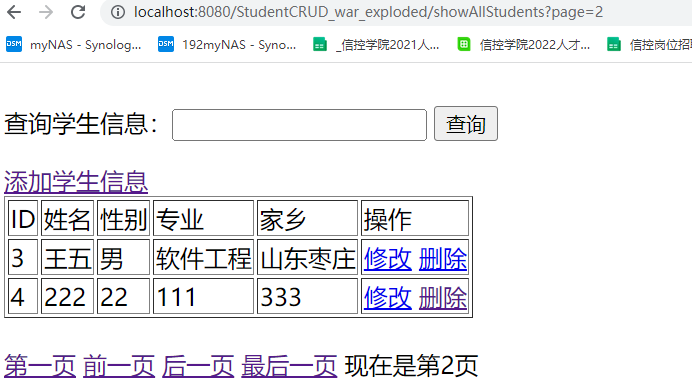 localhost:8080/StudentCRUD_war_exploded/showAllStudents?page=2
myNAS - Synolog... 192myNAS - Syno... _信控学院2021人... 信控学院2022人才... 信控岗位招聘
查询学生信息： 查询
添加学生信息
ID 姓名 性别 专业 家乡 操作
3 王五 男 软件工程 山东枣庄 修改 删除
4 222 22 111 333 修改 删除
第一页 前一页 后一页 最后一页 现在是第2页